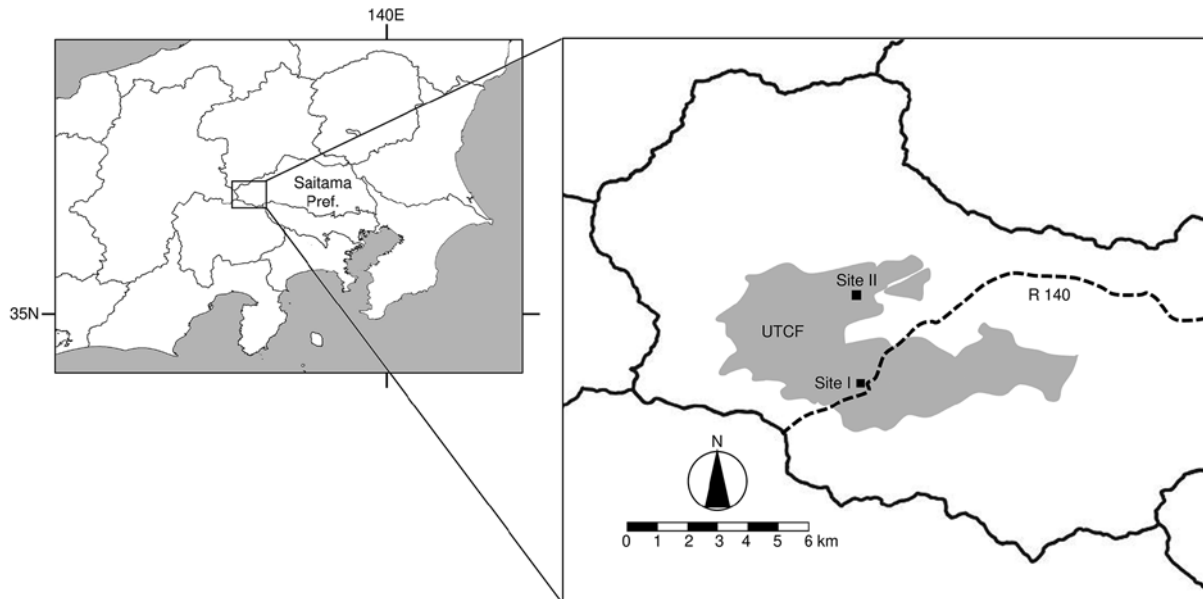 140E
Saitama
Pref.
35N
Site II
R 140
UTCF
Site I
N
0 1 2 3 4 5 6 km